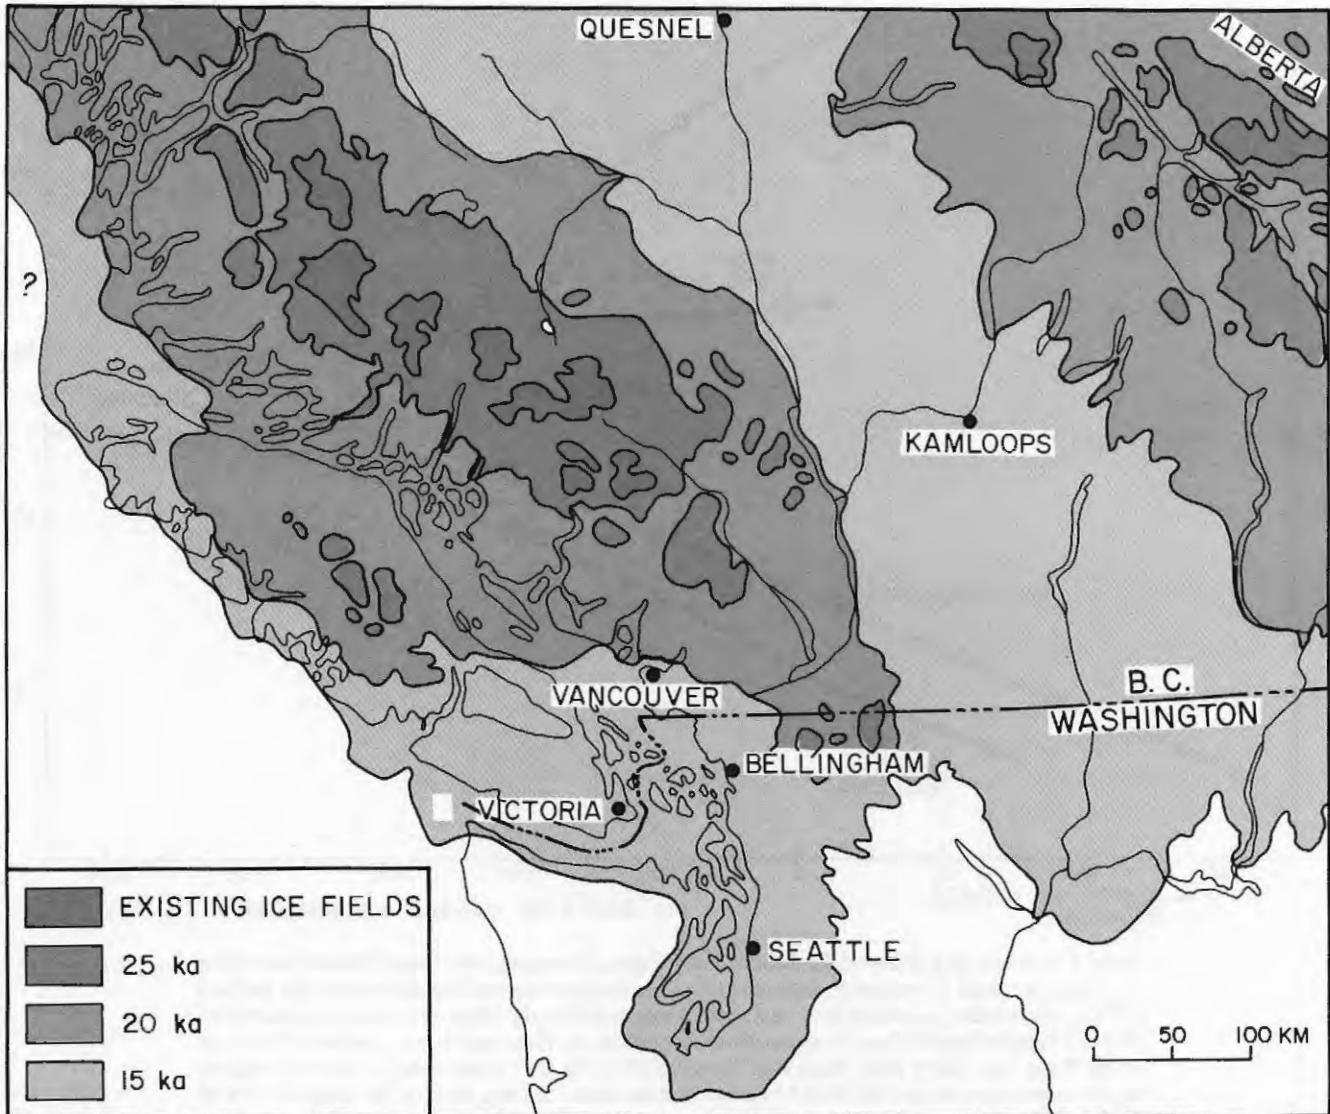 QUESNEL
ALBERTA
?
KAMLOOPS
B. C.
WASHINGTON
VANCOUVER
BELLINGHAM
VICTORIA
SEATTLE
EXISTING ICE FIELDS
25 ka
20 ka
15 ka
0 50 100 KM